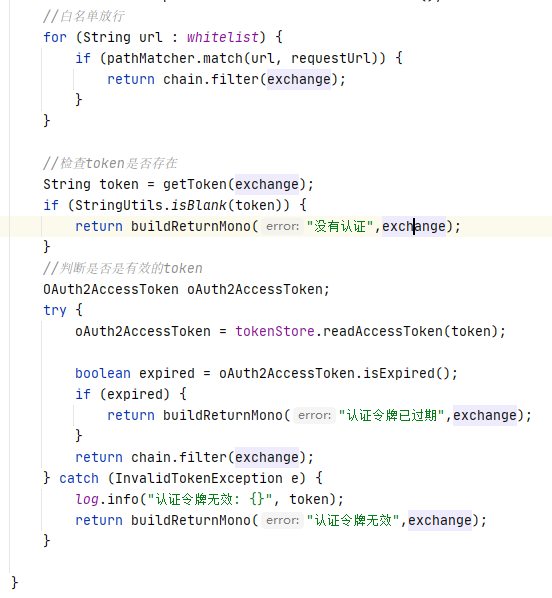 //白名单放行
for (String url : whitelist) {
if (pathMatcher.match(url, requestUrl)) {
return chain.filter(exchange);
}
}
//检查token是否存在
String token = getToken(exchange);
if (StringUtils.isBlank(token)) {
return buildReturnMono( error: "没有认证",exchange);
}
//判断是否是有效的token
OAuth2AccessToken oAuth2AccessToken;
try {
oAuth2AccessToken = tokenStore.readAccessToken(token);
boolean expired = oAuth2AccessToken.isExpired();
if (expired) {
return buildReturnMono( error: "认证令牌已过期",exchange);
}
return chain.filter(exchange);
} catch (InvalidTokenException e) {
log.info("认证令牌无效: {}", token);
return buildReturnMono( error: "认证令牌无效",exchange);
}
}